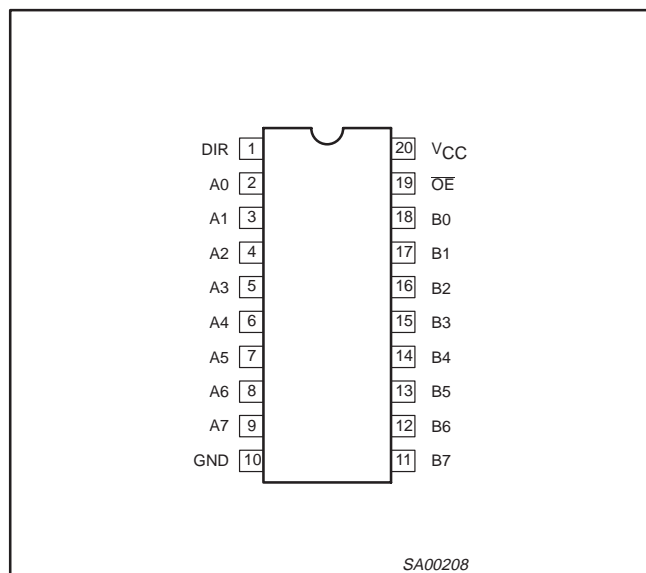 DIR 1 20 VCC
A0 2 19 O̅E̅
A1 3 18 B0
A2 4 17 B1
A3 5 16 B2
A4 6 15 B3
A5 7 14 B4
A6 8 13 B5
A7 9 12 B6
GND 10 11 B7
SA00208